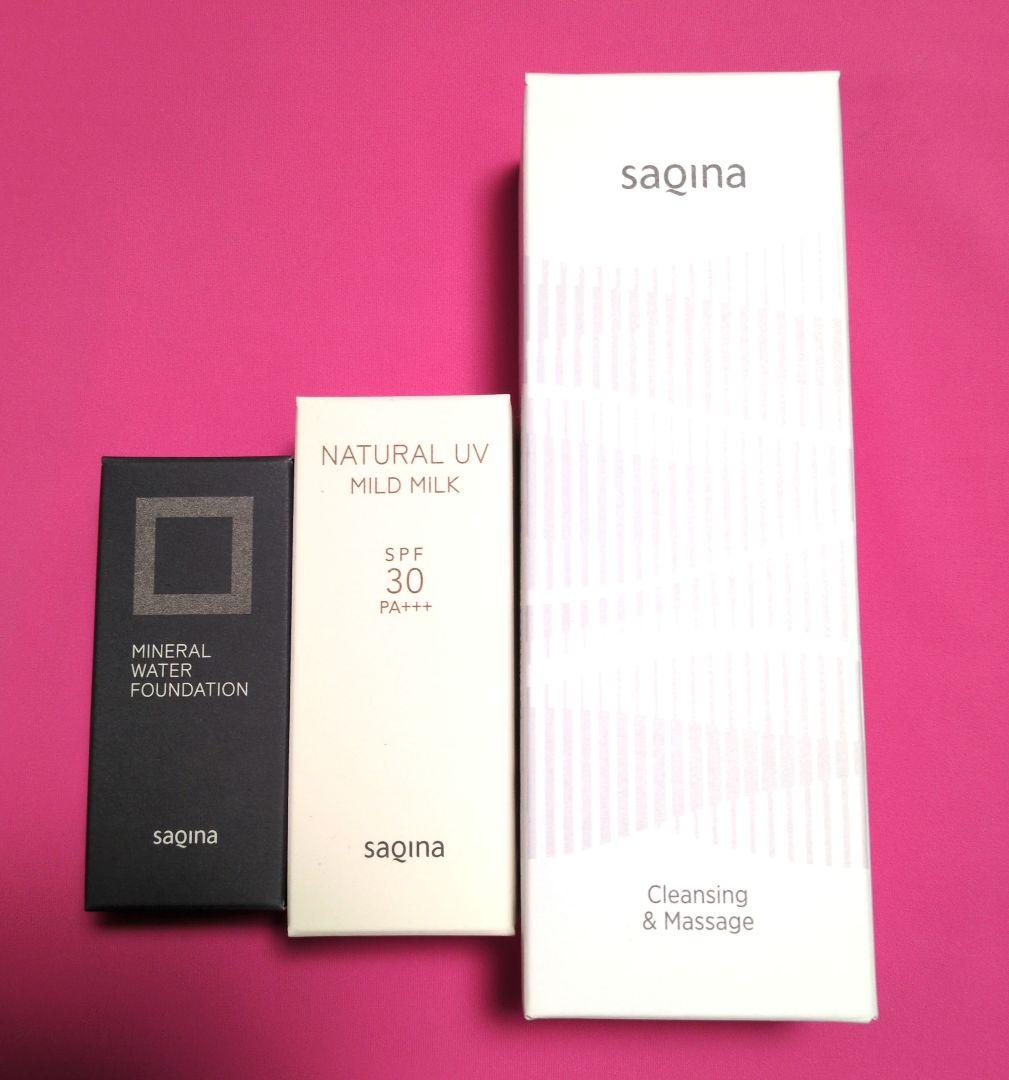 MINERAL
WATER
FOUNDATION
saqina
NATURAL UV
MILD MILK
SPF
30
PA+++
saqina
saqina
Cleansing
& Massage